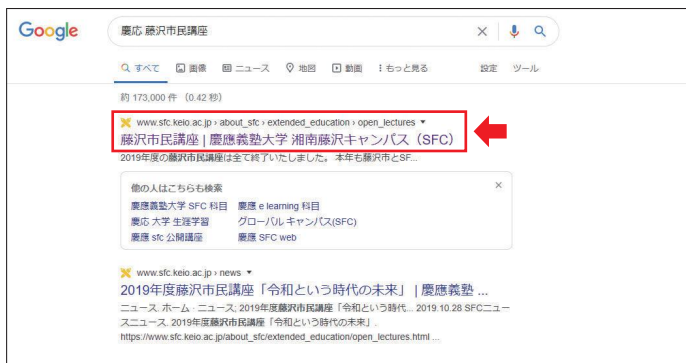 Google
慶応 藤沢市民講座
すべて 画像 ニュース 地図 動画 もっと見る 設定 ツール
約 173,000 件 (0.42 秒)
www.sfc.keio.ac.jp › about_sfc › extended_education › open_lectures
藤沢市民講座 | 慶應義塾大学 湘南藤沢キャンパス（SFC）
2019年度の藤沢市民講座は全て終了いたしました。 本年も藤沢市とSF...
他の人はこちらも検索
慶應義塾大学 SFC 科目 慶應 e learning 科目
慶応 大学 生涯学習 グローバル キャンパス(SFC)
慶應 sfc 公開講座 慶應 SFC web
www.sfc.keio.ac.jp › news
2019年度藤沢市民講座「令和という時代の未来」 | 慶應義塾 ...
ニュース. ホーム · ニュース; 2019年度藤沢市民講座「令和という時代... 2019.10.28 SFCニュー
スニュース. 2019年度藤沢市民講座「令和という時代の未来」.
https://www.sfc.keio.ac.jp/about_sfc/extended_education/open_lectures.html ...